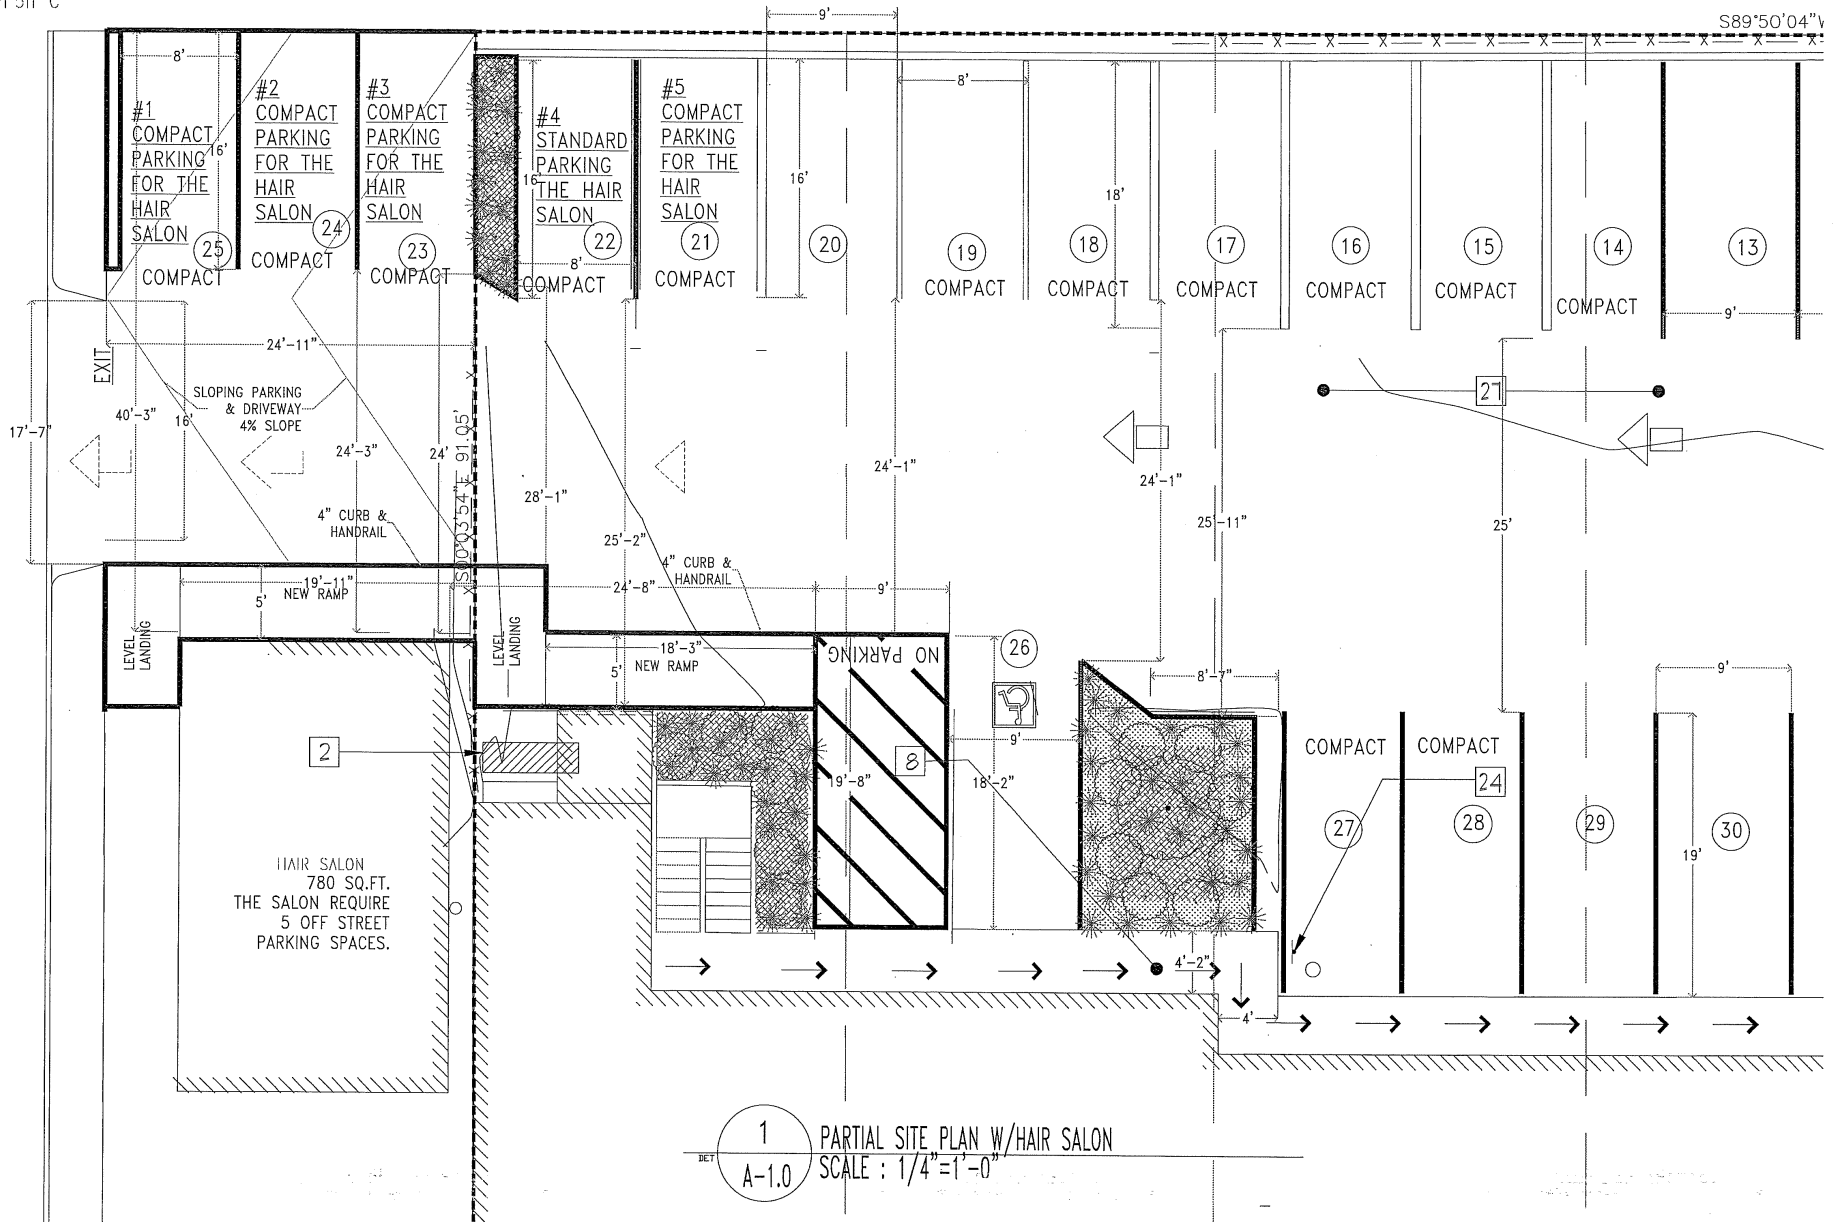 S89°50'04"W
9'
8'
#1
COMPACT
PARKING
FOR THE
HAIR
SALON
16'
25
COMPACT
#2
COMPACT
PARKING
FOR THE
HAIR
SALON
24
COMPACT
#3
COMPACT
PARKING
FOR THE
HAIR
SALON
23
COMPACT
16'
#4
STANDARD
PARKING
THE HAIR
SALON
22
8'
COMPACT
#5
COMPACT
PARKING
FOR THE
HAIR
SALON
21
COMPACT
16'
20
8'
19
COMPACT
18'
18
COMPACT
17
COMPACT
16
COMPACT
15
COMPACT
14
COMPACT
13
9'
24'-11"
EXIT
SLOPING PARKING
& DRIVEWAY
4% SLOPE
17'-7"
40'-3"
16'
24'-3"
24'
S00°03'54"E 91.05'
28'-1"
25'-2"
24'-1"
24'-1"
25'-11"
25'
27
4" CURB &
HANDRAIL
4" CURB &
HANDRAIL
19'-11"
NEW RAMP
5'
24'-8"
9'
LEVEL
LANDING
LEVEL
LANDING
18'-3"
NEW RAMP
5'
NO PARKING
26
8'-7"
9'
2
19'-8"
8
9'
18'-2"
COMPACT
27
COMPACT
28
24
29
30
19'
HAIR SALON
780 SQ.FT.
THE SALON REQUIRE
5 OFF STREET
PARKING SPACES.
4'-2"
4'
1
A-1.0
DET
PARTIAL SITE PLAN W/HAIR SALON
SCALE : 1/4"=1'-0"